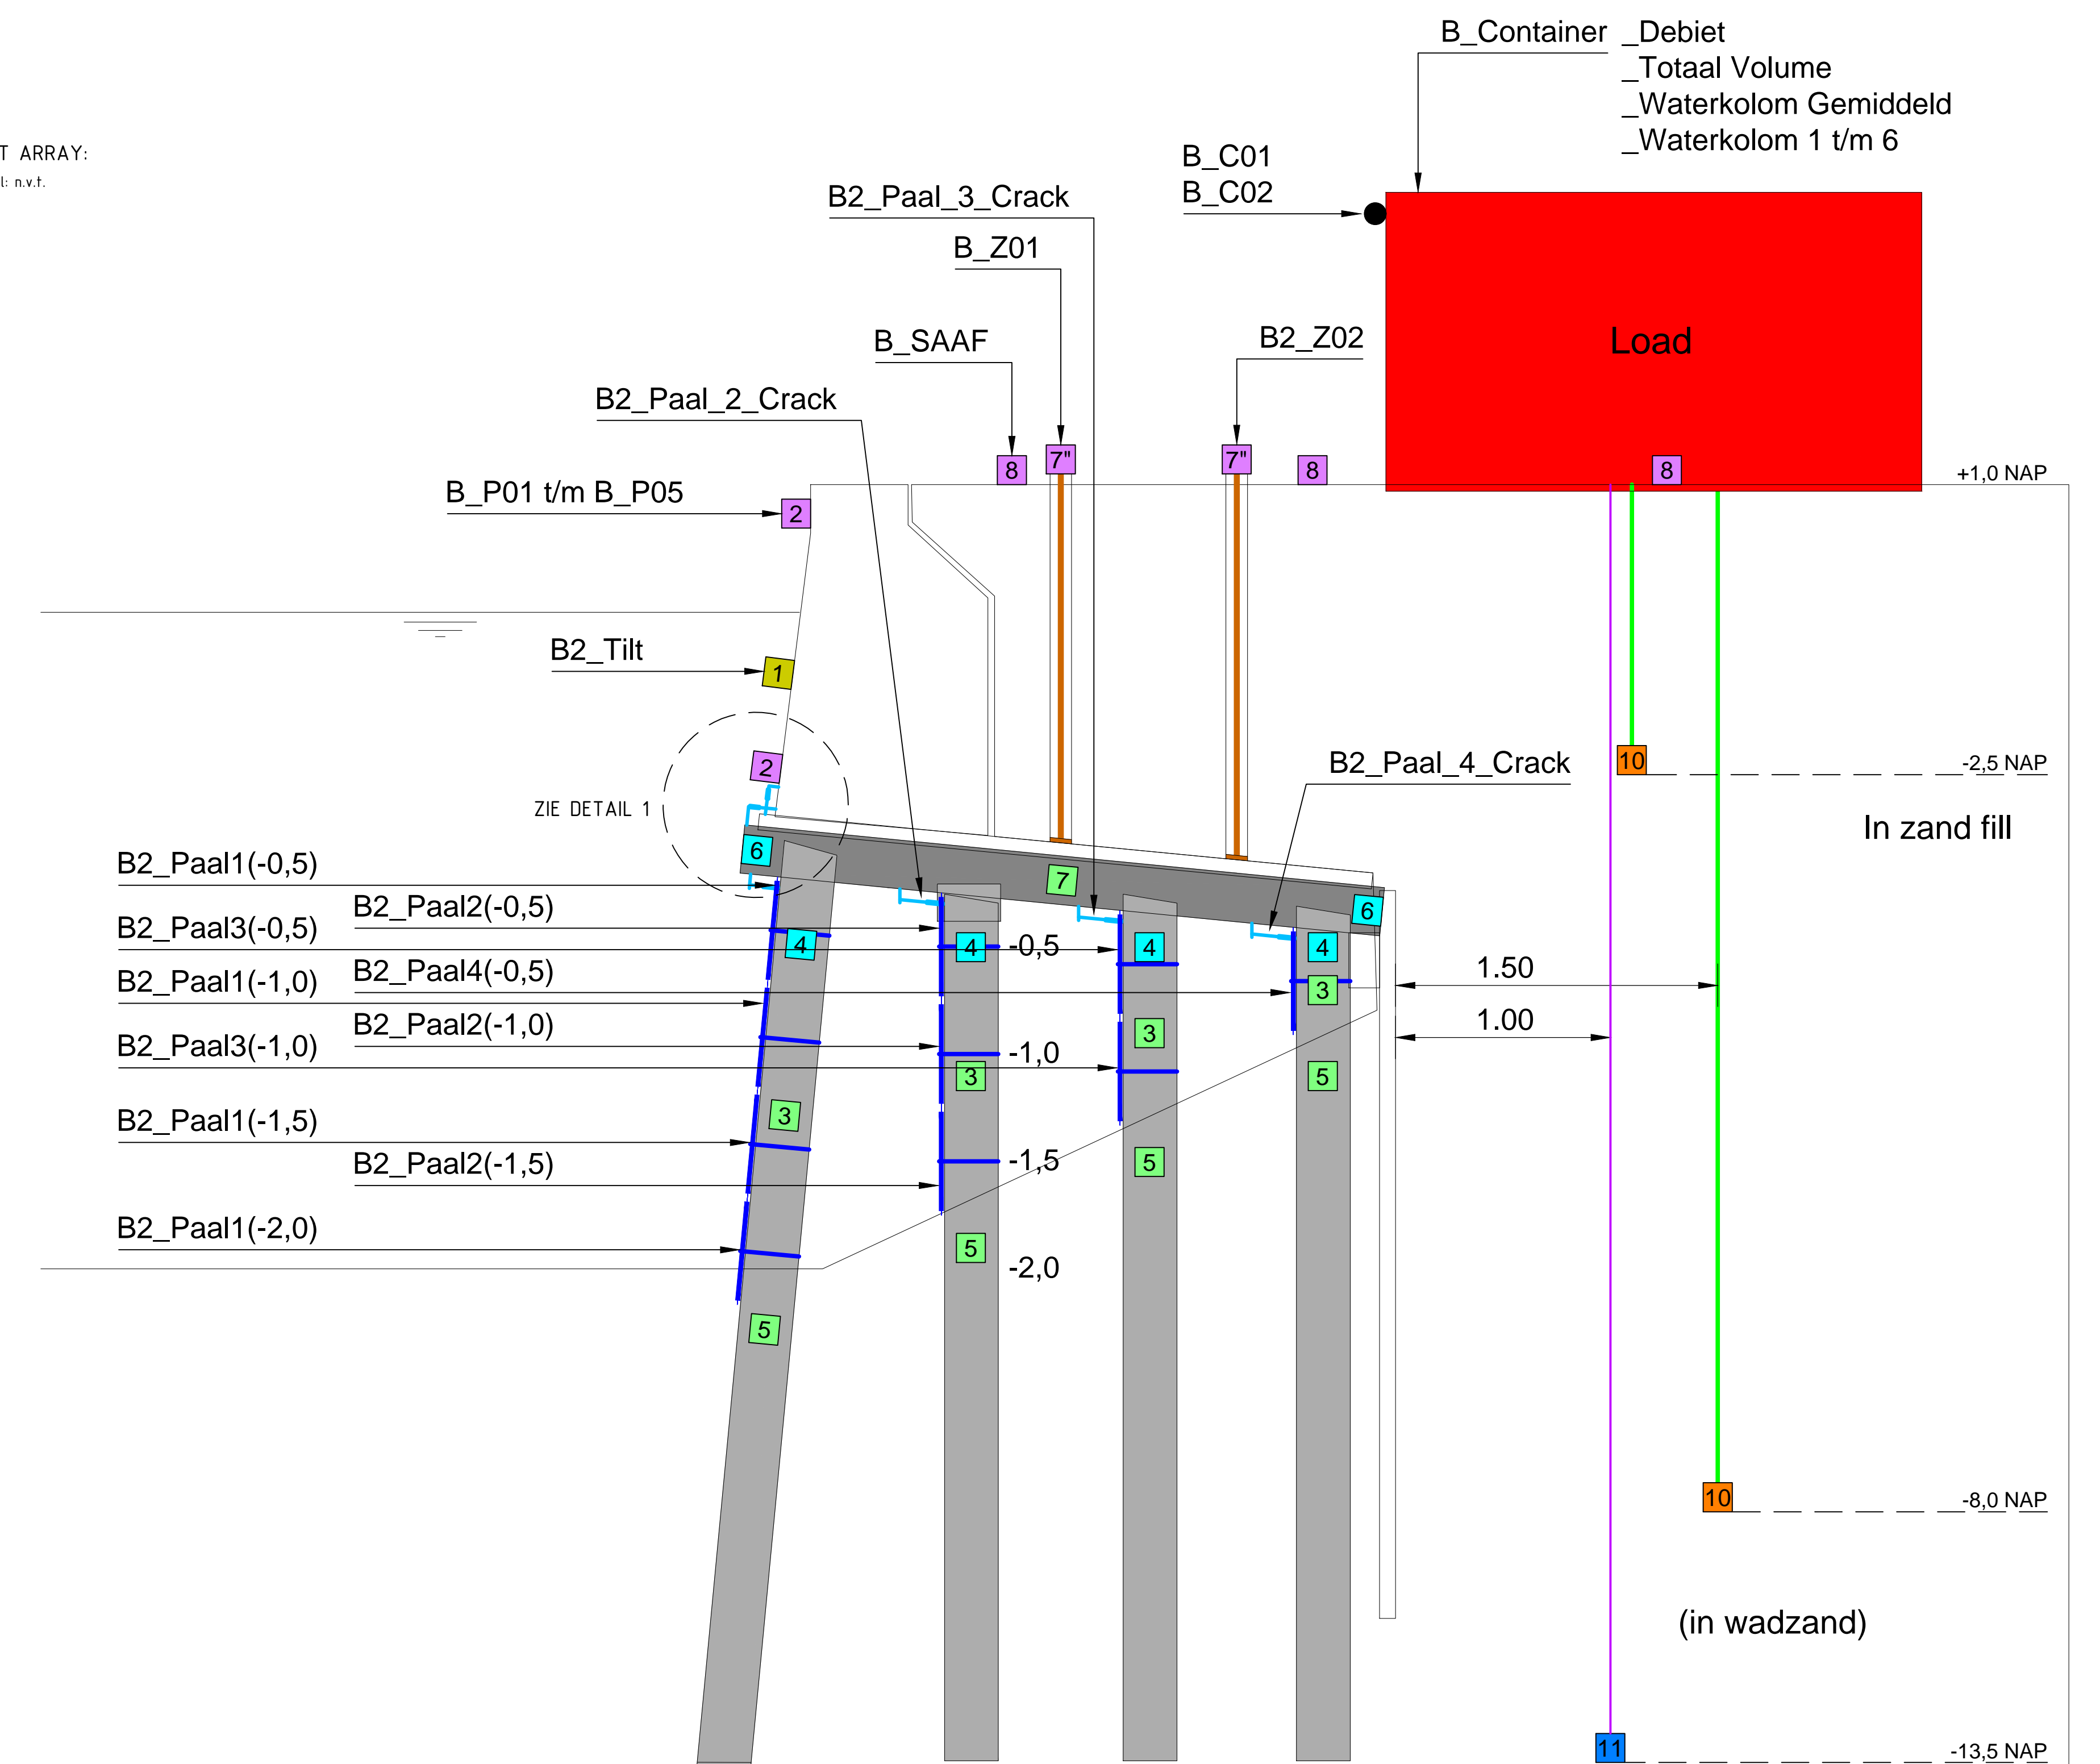 B_Container _Debiet
_Totaal Volume
_Waterkolom Gemiddeld
_Waterkolom 1 t/m 6
T ARRAY:
l: n.v.t.
B_C01
B_C02
B2_Paal_3_Crack
B_Z01
B_SAAF
B2_Z02
Load
B2_Paal_2_Crack
8
7"
7"
8
8
+1,0 NAP
B_P01 t/m B_P05
2
B2_Tilt
1
2
B2_Paal_4_Crack
10
-2,5 NAP
ZIE DETAIL 1
In zand fill
6
7
6
B2_Paal1(-0,5)
B2_Paal2(-0,5)
B2_Paal3(-0,5)
4
4
-0,5
4
4
B2_Paal4(-0,5)
B2_Paal1(-1,0)
3
1.50
B2_Paal2(-1,0)
B2_Paal3(-1,0)
3
1.00
-1,0
3
5
B2_Paal1(-1,5)
3
B2_Paal2(-1,5)
-1,5
5
B2_Paal1(-2,0)
5
-2,0
5
10
-8,0 NAP
(in wadzand)
11
-13,5 NAP